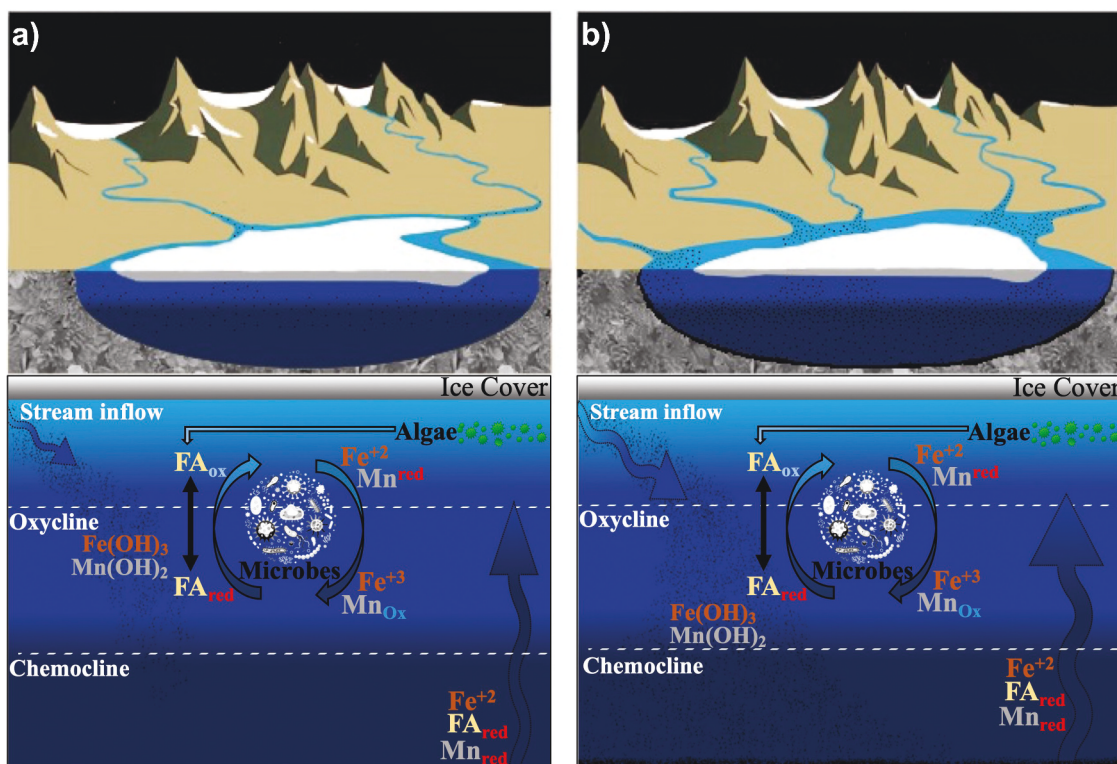 a)
Ice Cover
Stream inflow
Algae
FAox
Fe+2
Mnred
Oxycline
Fe(OH)3
Mn(OH)2
FAred
Microbes
Fe+3
MnOx
Chemocline
Fe+2
FAred
Mnred
b)
Ice Cover
Stream inflow
Algae
FAox
Fe+2
Mnred
Oxycline
FAred
Microbes
Fe+3
MnOx
Fe(OH)3
Mn(OH)2
Chemocline
Fe+2
FAred
Mnred